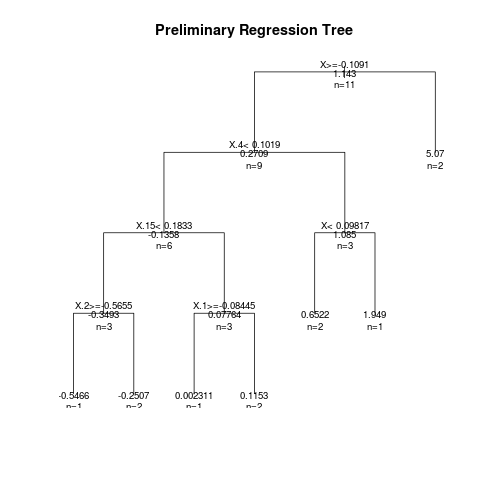 Preliminary Regression Tree
X>=-0.1091
1.143
n=11
X.4< 0.1019
0.2709
n=9
5.07
n=2
X.15< 0.1833
-0.1358
n=6
X< 0.09817
1.085
n=3
X.2>=-0.5655
-0.3493
n=3
X.1>=-0.08445
0.07764
n=3
0.6522
n=2
1.949
n=1
-0.5466
n=1
-0.2507
n=2
0.002311
n=1
0.1153
n=2